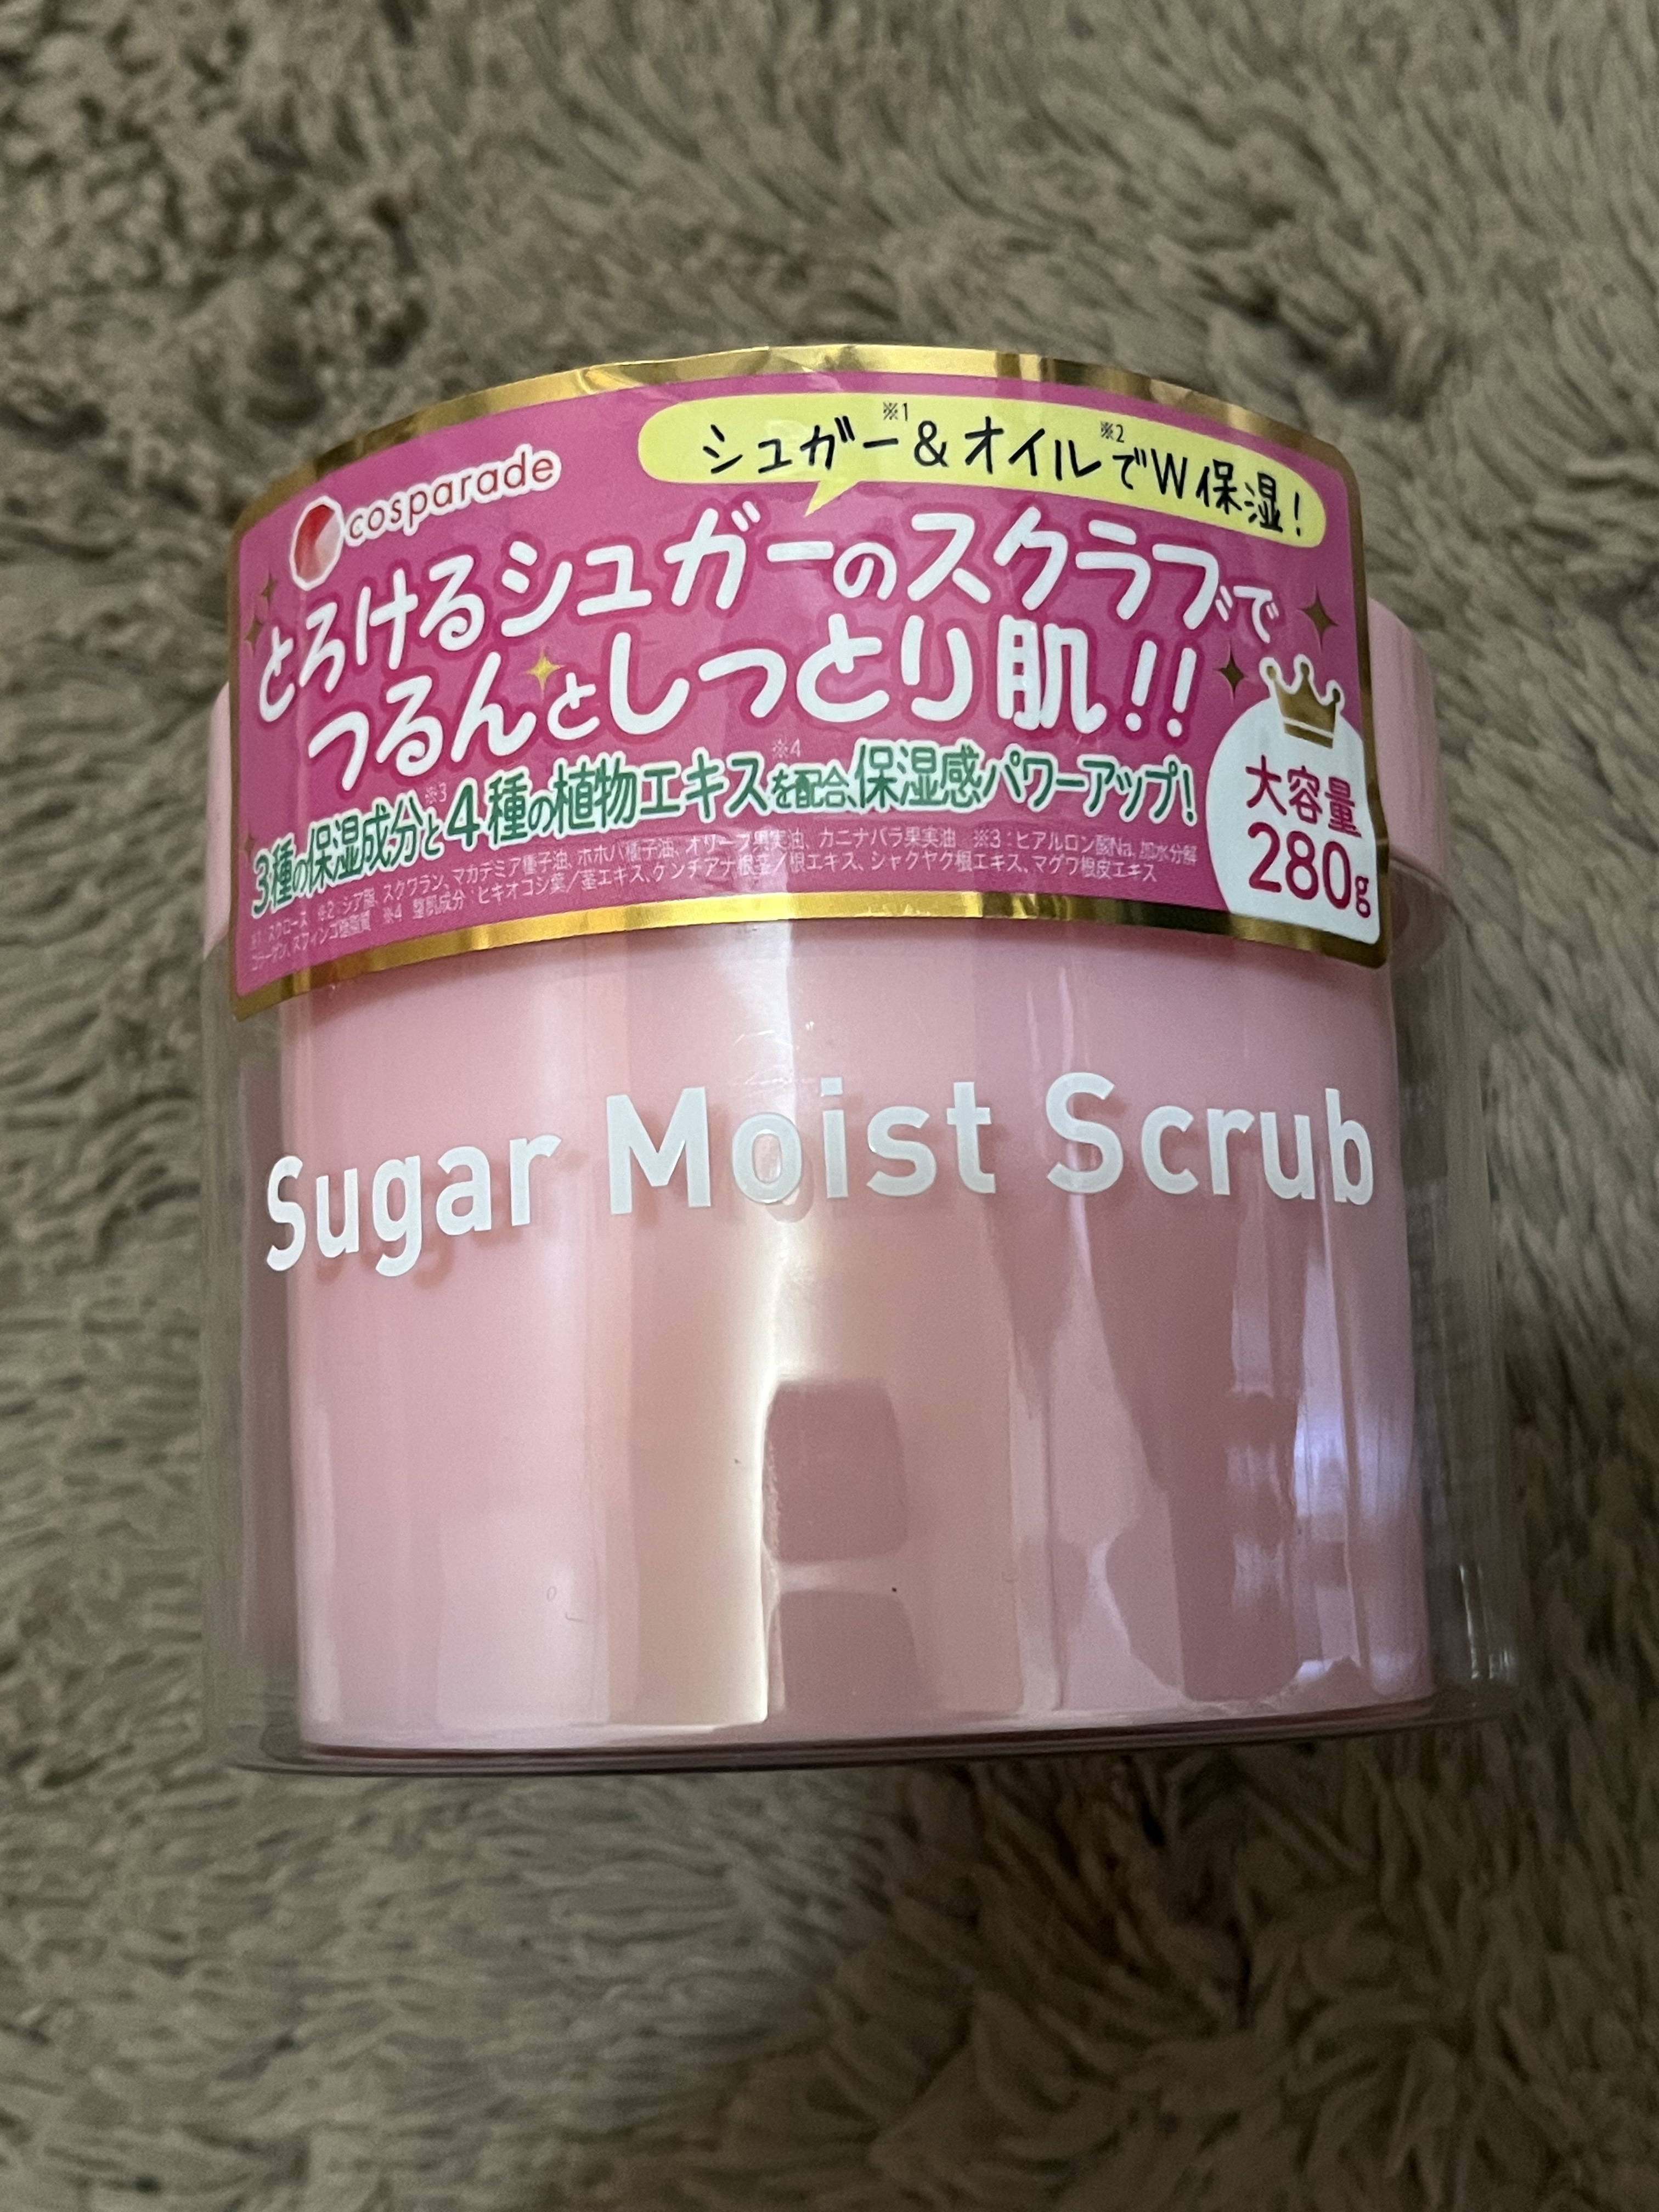 cosparade
シュガー※1&オイル※2でW保湿!
とろけるシュガーのスクラブで
つるんとしっとり肌!!
3種の保湿成分※3と4種の植物エキス※4を配合、保湿感パワーアップ!
※1:スクロース ※2:シア脂、スクワラン、マカデミア種子油、ホホバ種子油、オリーブ果実油、カニナバラ果実油 ※3:ヒアルロン酸Na、加水分解
コラーゲン、スフィンゴ糖脂質 ※4 整肌成分:ヒキオコシ葉/茎エキス、ゲンチアナ根茎/根エキス、シャクヤク根エキス、マグワ根皮エキス
大容量
280g
Sugar Moist Scrub